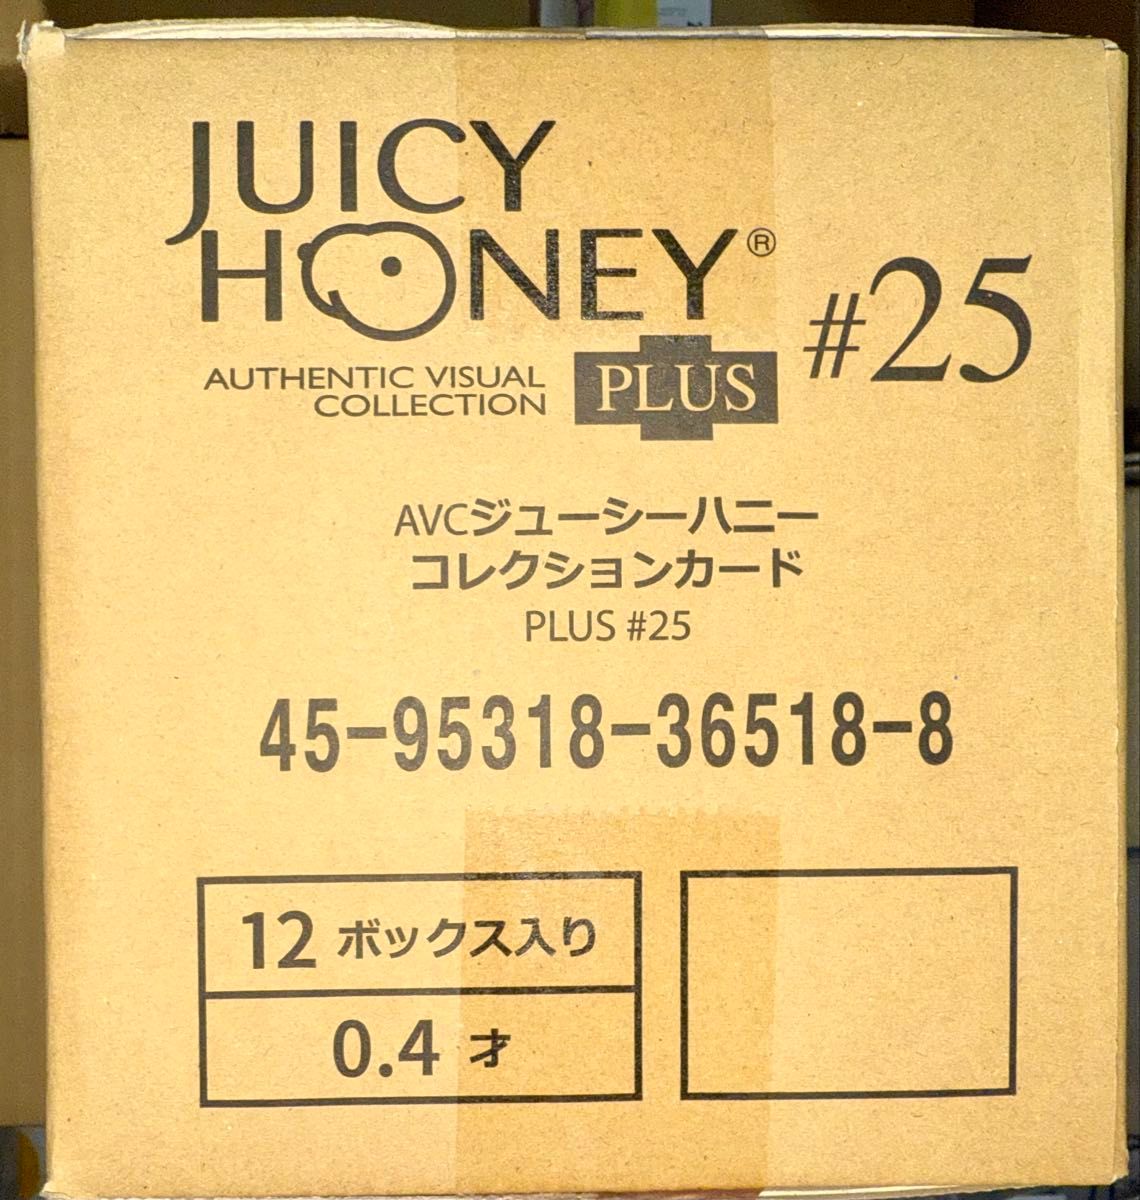 JUICY
HONEY®
#25
AUTHENTIC VISUAL
COLLECTION
PLUS
AVCジューシーハニー
コレクションカード
PLUS #25
45-95318-36518-8
12 ボックス入り
0.4 才